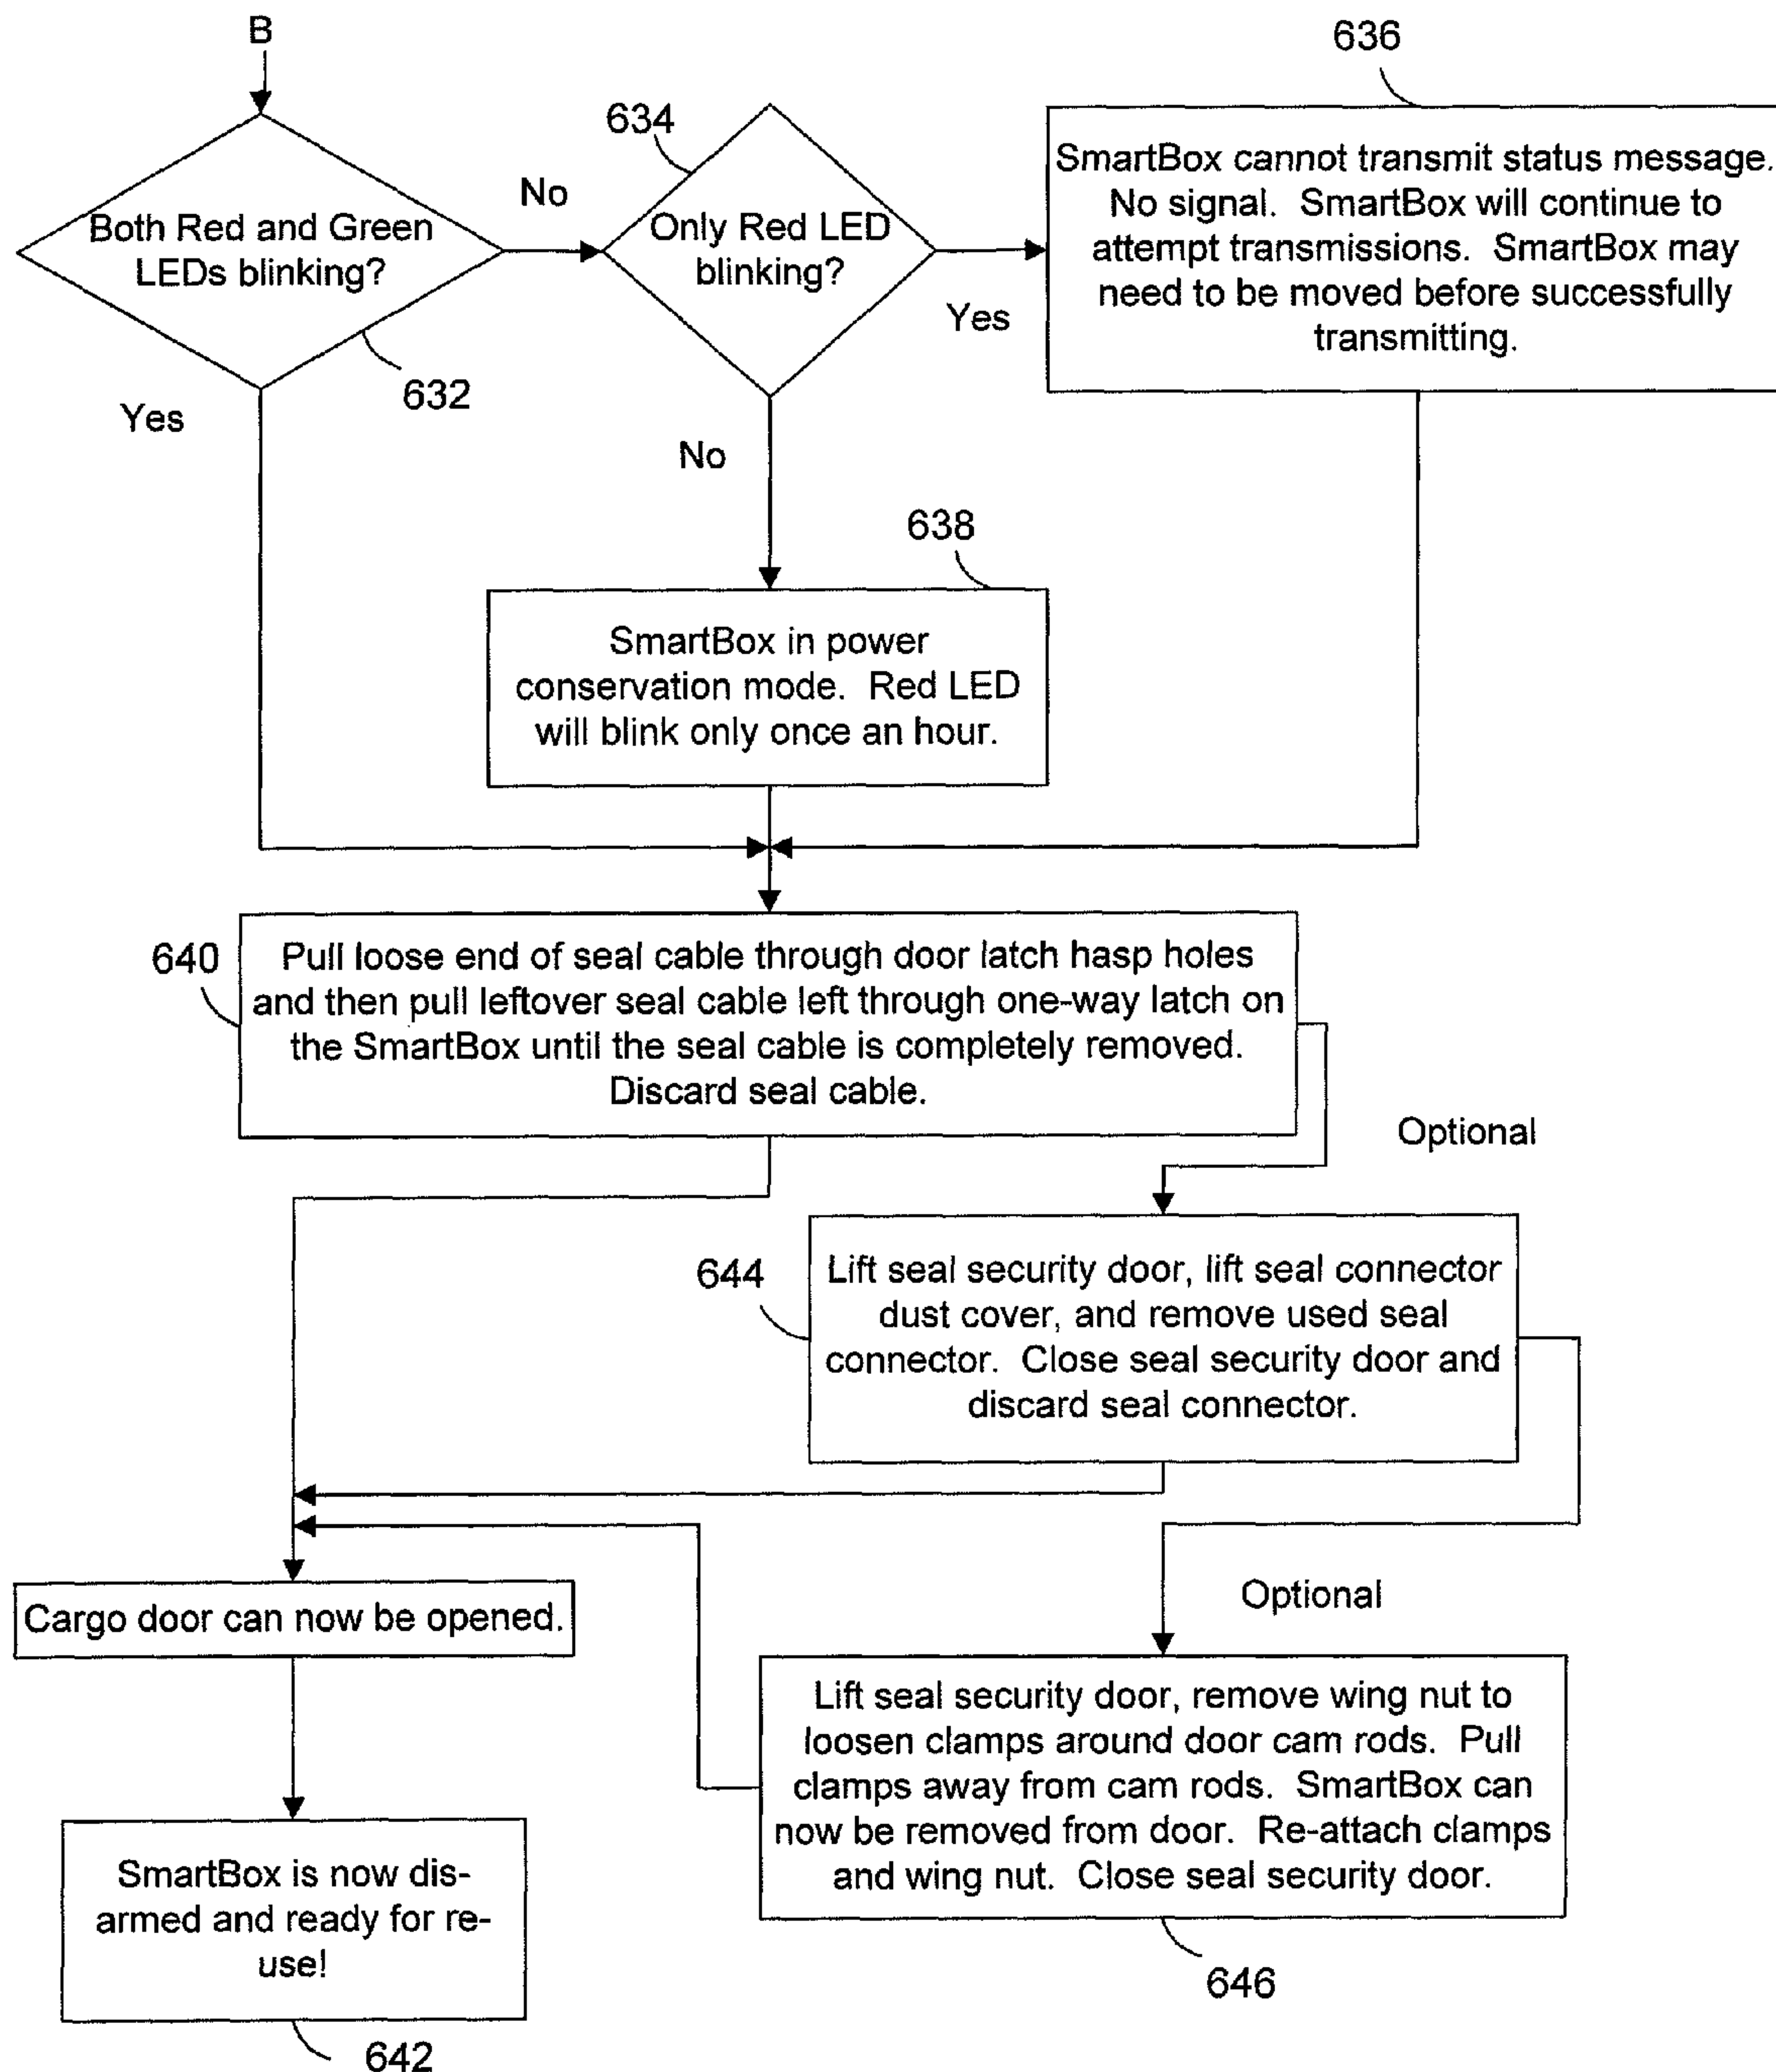 B
636
634
SmartBox cannot transmit status message.
No signal. SmartBox will continue to
attempt transmissions. SmartBox may
need to be moved before successfully
transmitting.
No
Both Red and Green
LEDs blinking?
Only Red LED
blinking?
Yes
632
Yes
No
638
SmartBox in power
conservation mode. Red LED
will blink only once an hour.
640
Pull loose end of seal cable through door latch hasp holes
and then pull leftover seal cable left through one-way latch on
the SmartBox until the seal cable is completely removed.
Discard seal cable.
Optional
644
Lift seal security door, lift seal connector
dust cover, and remove used seal
connector. Close seal security door and
discard seal connector.
Optional
Cargo door can now be opened.
Lift seal security door, remove wing nut to
loosen clamps around door cam rods. Pull
clamps away from cam rods. SmartBox can
now be removed from door. Re-attach clamps
and wing nut. Close seal security door.
SmartBox is now dis-
armed and ready for re-
use!
646
642